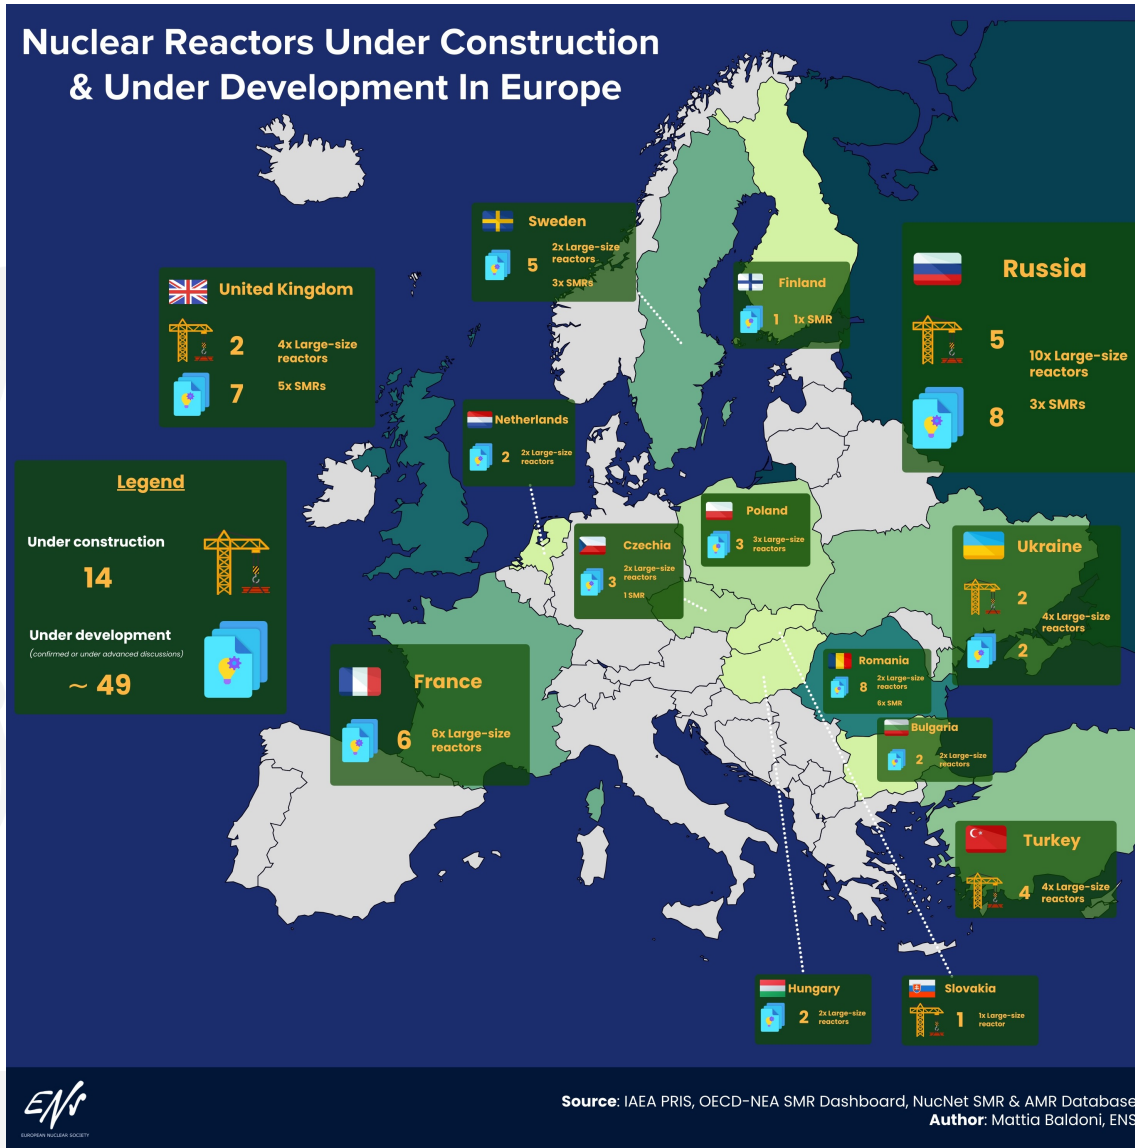 Nuclear Reactors Under Construction
& Under Development In Europe
Sweden
5
2x Large-size
reactors
3x SMRs
Finland
1
1x SMR
Russia
5
8
10x Large-size
reactors
3x SMRs
United Kingdom
2
7
4x Large-size
reactors
5x SMRs
Netherlands
2
2x Large-size
reactors
Legend
Under construction
14
Under development
(confirmed or under advanced discussions)
~ 49
Poland
3
3x Large-size
reactors
Czechia
3
2x Large-size
reactors
1 SMR
Ukraine
2
2
4x Large-size
reactors
France
6
6x Large-size
reactors
Romania
8
2x Large-size
reactors
6x SMR
Bulgaria
2
2x Large-size
reactors
Turkey
4
4x Large-size
reactors
Hungary
2
2x Large-size
reactors
Slovakia
1
1x Large-size
reactor
ENS
EUROPEAN NUCLEAR SOCIETY
Source: IAEA PRIS, OECD-NEA SMR Dashboard, NucNet SMR & AMR Database
Author: Mattia Baldoni, ENS